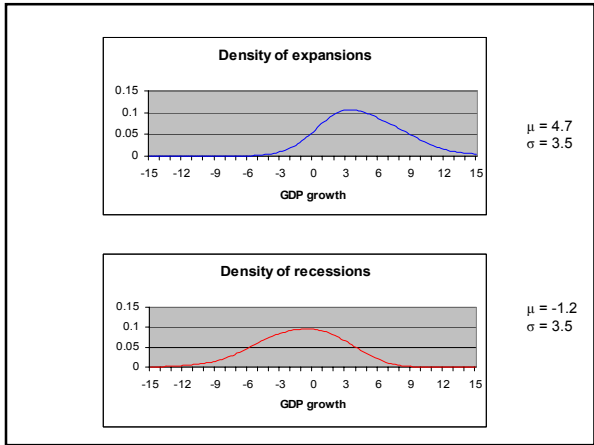 Density of expansions
0.15
0.1
0.05
0
-15 -12 -9 -6 -3 0 3 6 9 12 15
GDP growth
μ = 4.7
σ = 3.5
Density of recessions
0.15
0.1
0.05
0
-15 -12 -9 -6 -3 0 3 6 9 12 15
GDP growth
μ = -1.2
σ = 3.5